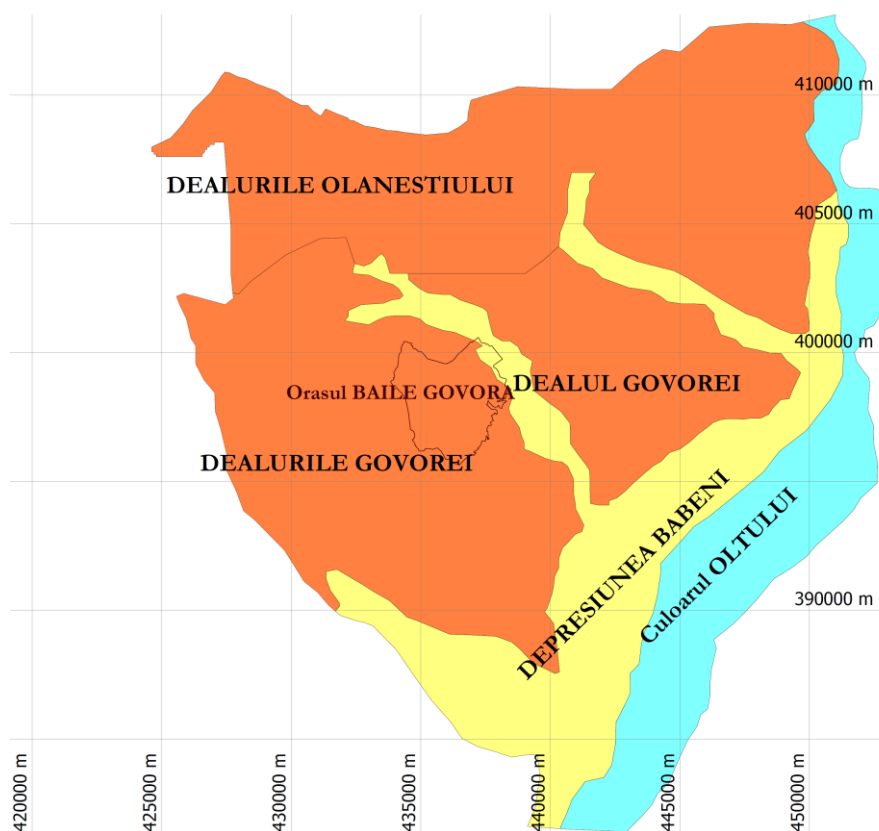 410000 m
DEALURILE OLANESTIULUI
405000 m
400000 m
Orasul BAILE GOVORA
DEALUL GOVOREI
DEALURILE GOVOREI
DEPRESIUNEA BABENI
Culoarul OLTULUI
390000 m
420000 m
425000 m
430000 m
435000 m
440000 m
445000 m
450000 m